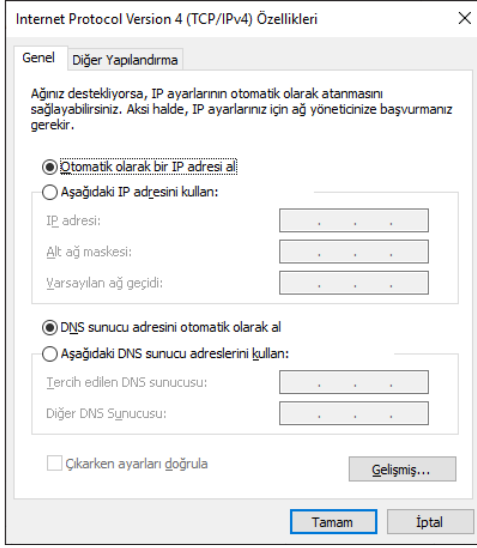 Internet Protocol Version 4 (TCP/IPv4) Özellikleri
Genel
Diğer Yapılandırma
Ağınız destekliyorsa, IP ayarlarının otomatik olarak atanmasını
sağlayabilirsiniz. Aksi halde, IP ayarlarınız için ağ yöneticinize başvurmanız
gerekir.
Otomatik olarak bir IP adresi al
Aşağıdaki IP adresini kullan:
IP adresi:
Alt ağ maskesi:
Varsayılan ağ geçidi:
DNS sunucu adresini otomatik olarak al
Aşağıdaki DNS sunucu adreslerini kullan:
Tercih edilen DNS sunucusu:
Diğer DNS Sunucusu:
Çıkarken ayarları doğrula
Gelişmiş...
Tamam
İptal